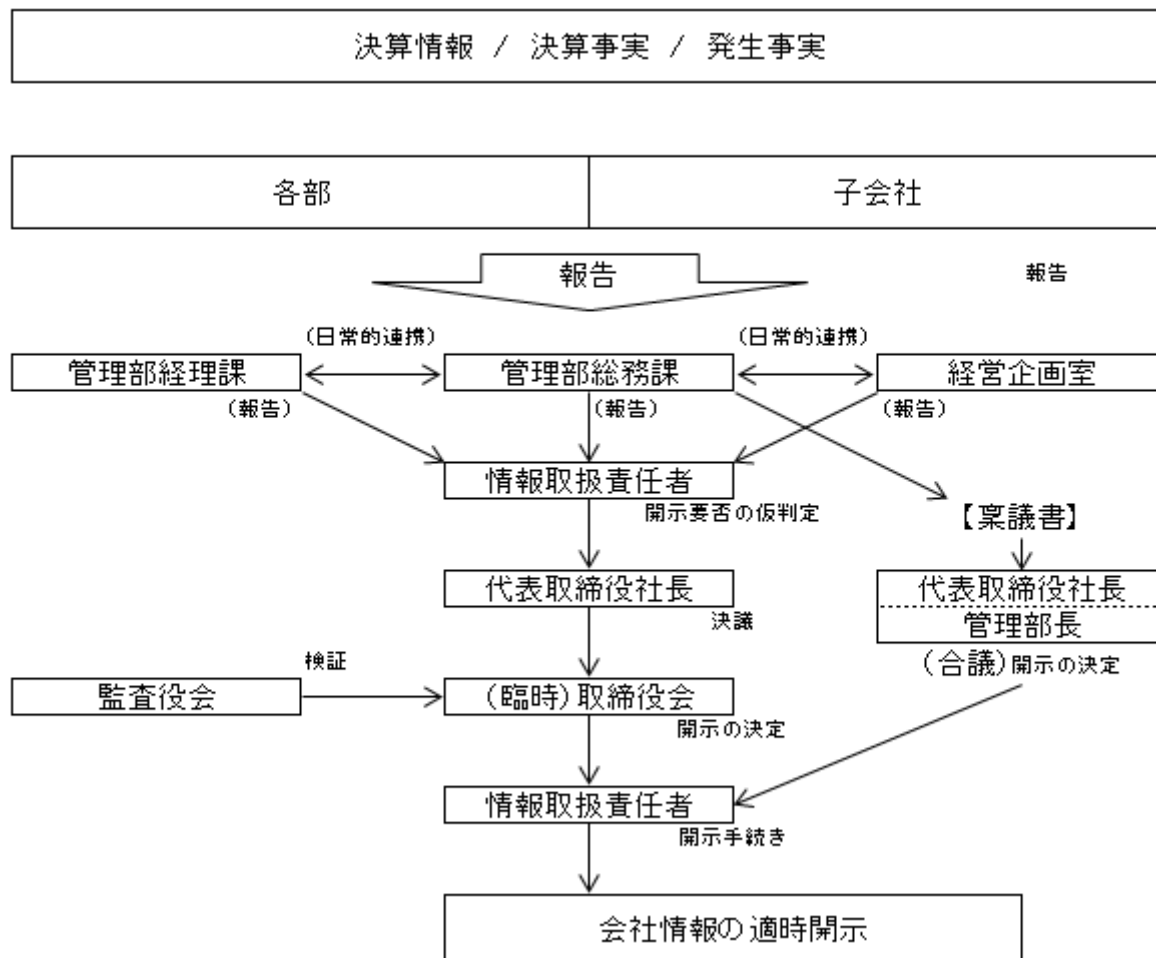 決算情報 / 決算事実 / 発生事実
各部
子会社
報告
報告
(日常的連携)
(日常的連携)
管理部経理課
管理部総務課
経営企画室
(報告)
(報告)
(報告)
情報取扱責任者
開示要否の仮判定
【稟議書】
代表取締役社長
決議
代表取締役社長
管理部長
(合議)開示の決定
検証
監査役会
(臨時)取締役会
開示の決定
情報取扱責任者
開示手続き
会社情報の適時開示